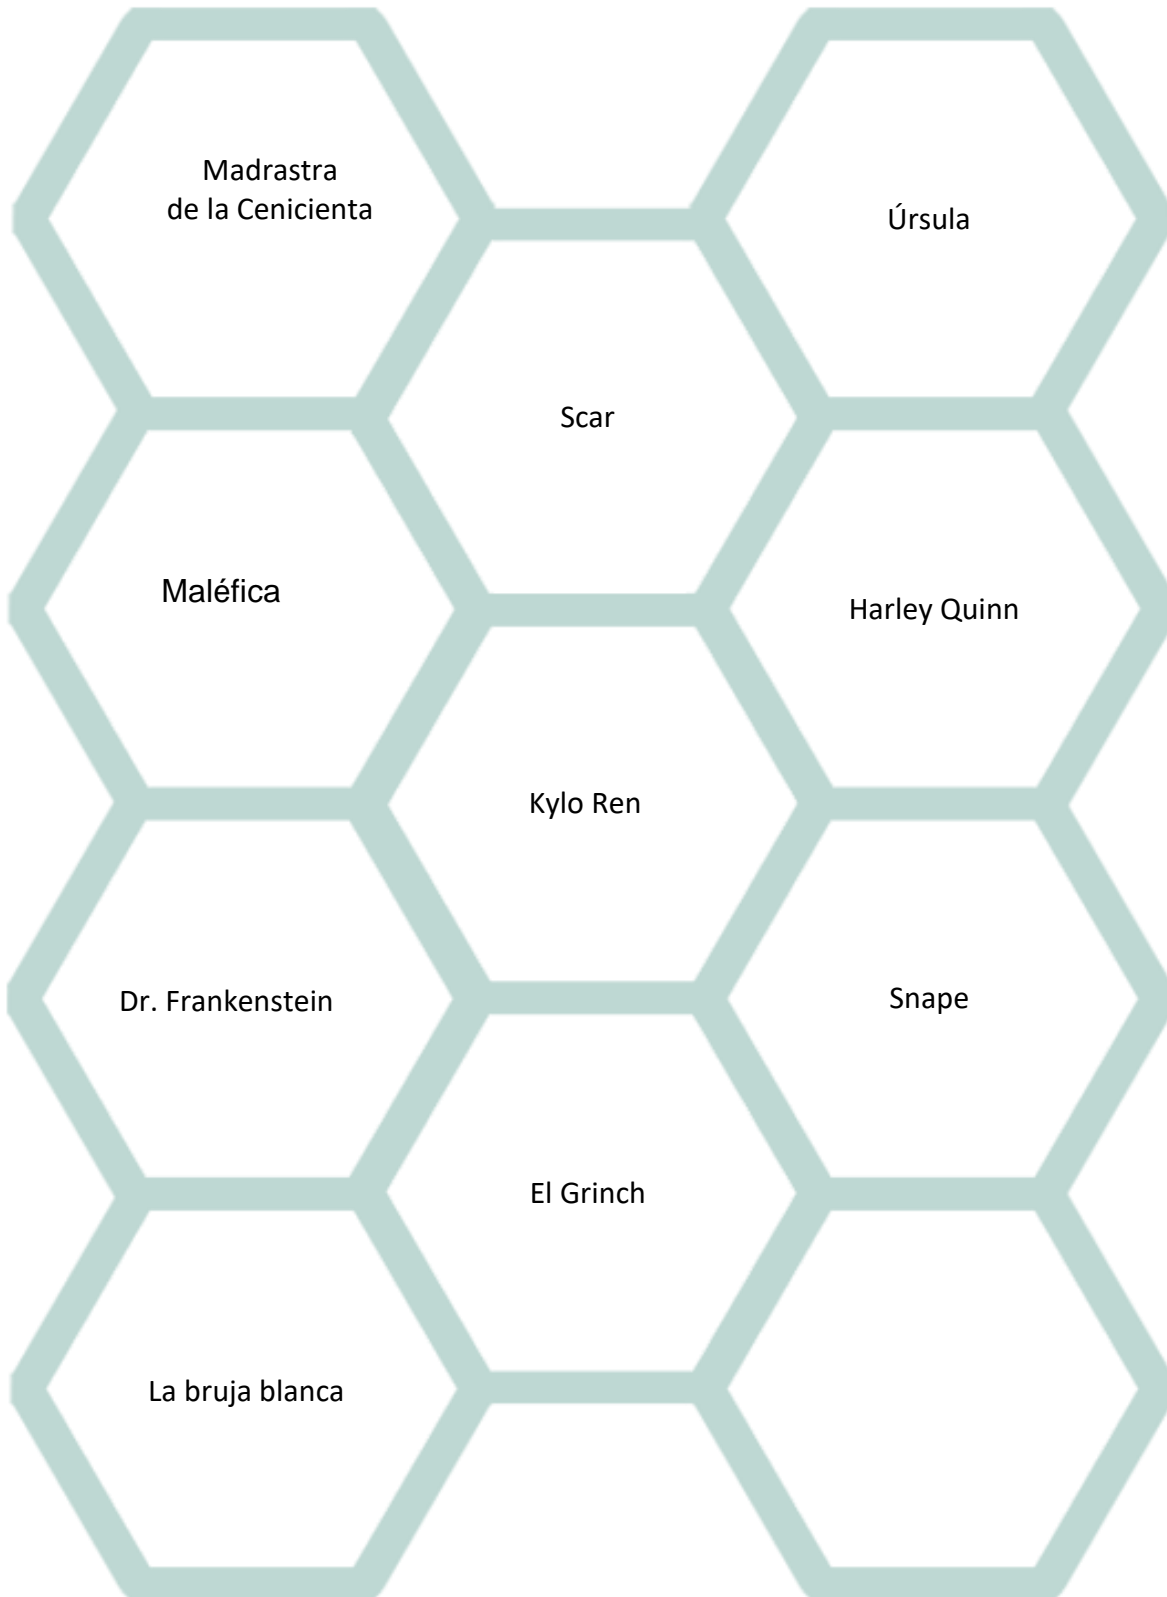 Madrastra
de la Cenicienta
Úrsula
Scar
Maléfica
Harley Quinn
Kylo Ren
Dr. Frankenstein
Snape
El Grinch
La bruja blanca